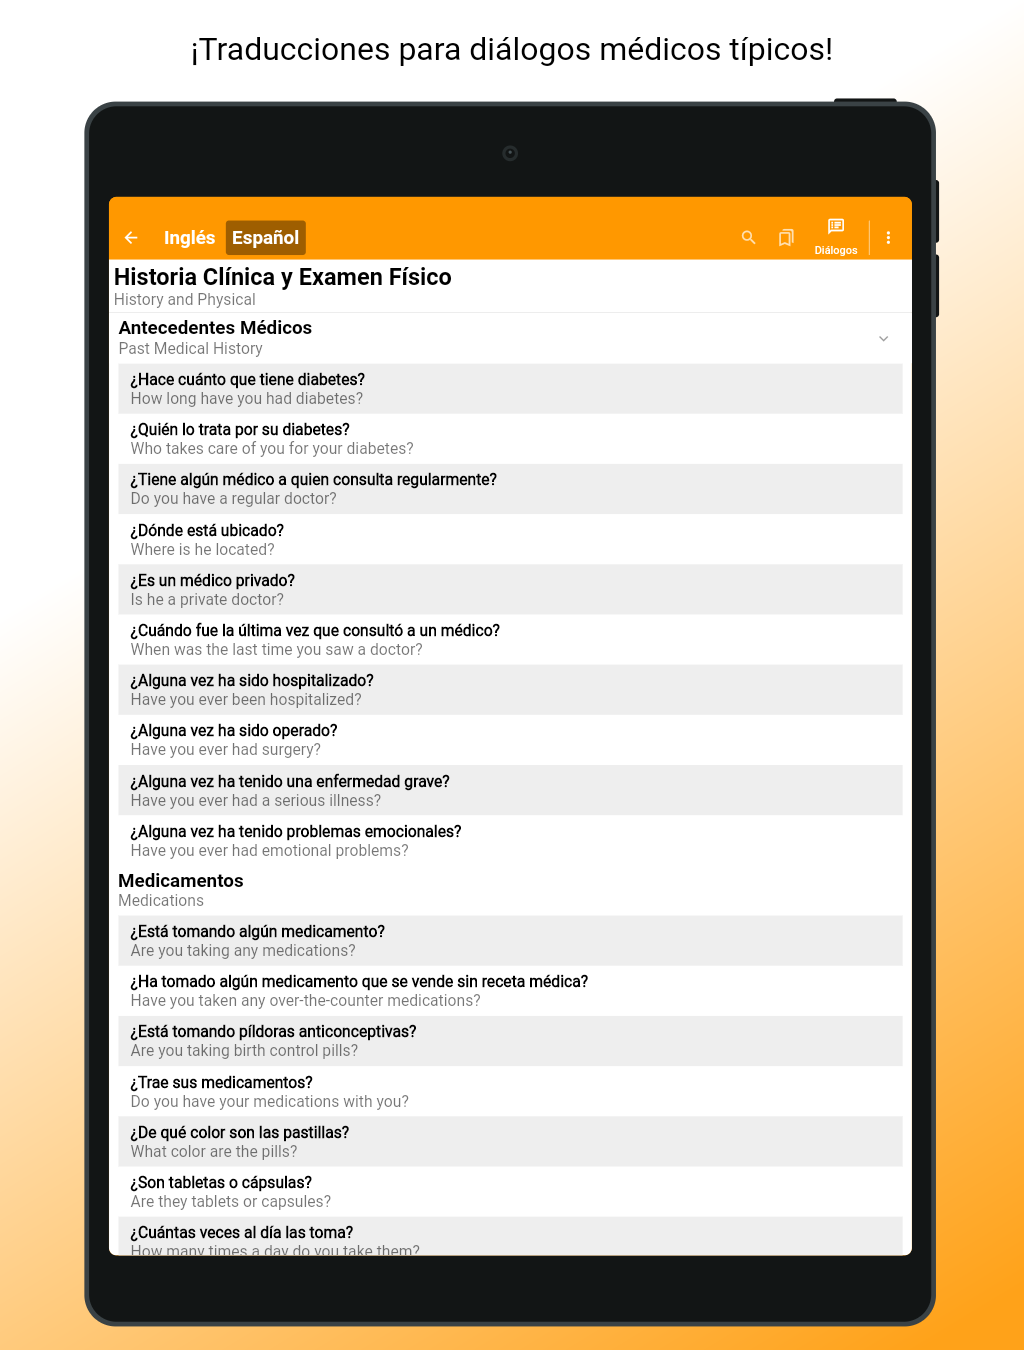 ¡Traducciones para diálogos médicos típicos!
Inglés Español
Diálogos
Historia Clínica y Examen Físico
History and Physical
Antecedentes Médicos
Past Medical History
¿Hace cuánto que tiene diabetes?
How long have you had diabetes?
¿Quién lo trata por su diabetes?
Who takes care of you for your diabetes?
¿Tiene algún médico a quien consulta regularmente?
Do you have a regular doctor?
¿Dónde está ubicado?
Where is he located?
¿Es un médico privado?
Is he a private doctor?
¿Cuándo fue la última vez que consultó a un médico?
When was the last time you saw a doctor?
¿Alguna vez ha sido hospitalizado?
Have you ever been hospitalized?
¿Alguna vez ha sido operado?
Have you ever had surgery?
¿Alguna vez ha tenido una enfermedad grave?
Have you ever had a serious illness?
¿Alguna vez ha tenido problemas emocionales?
Have you ever had emotional problems?
Medicamentos
Medications
¿Está tomando algún medicamento?
Are you taking any medications?
¿Ha tomado algún medicamento que se vende sin receta médica?
Have you taken any over-the-counter medications?
¿Está tomando píldoras anticonceptivas?
Are you taking birth control pills?
¿Trae sus medicamentos?
Do you have your medications with you?
¿De qué color son las pastillas?
What color are the pills?
¿Son tabletas o cápsulas?
Are they tablets or capsules?
¿Cuántas veces al día las toma?
How many times a day do you take them?